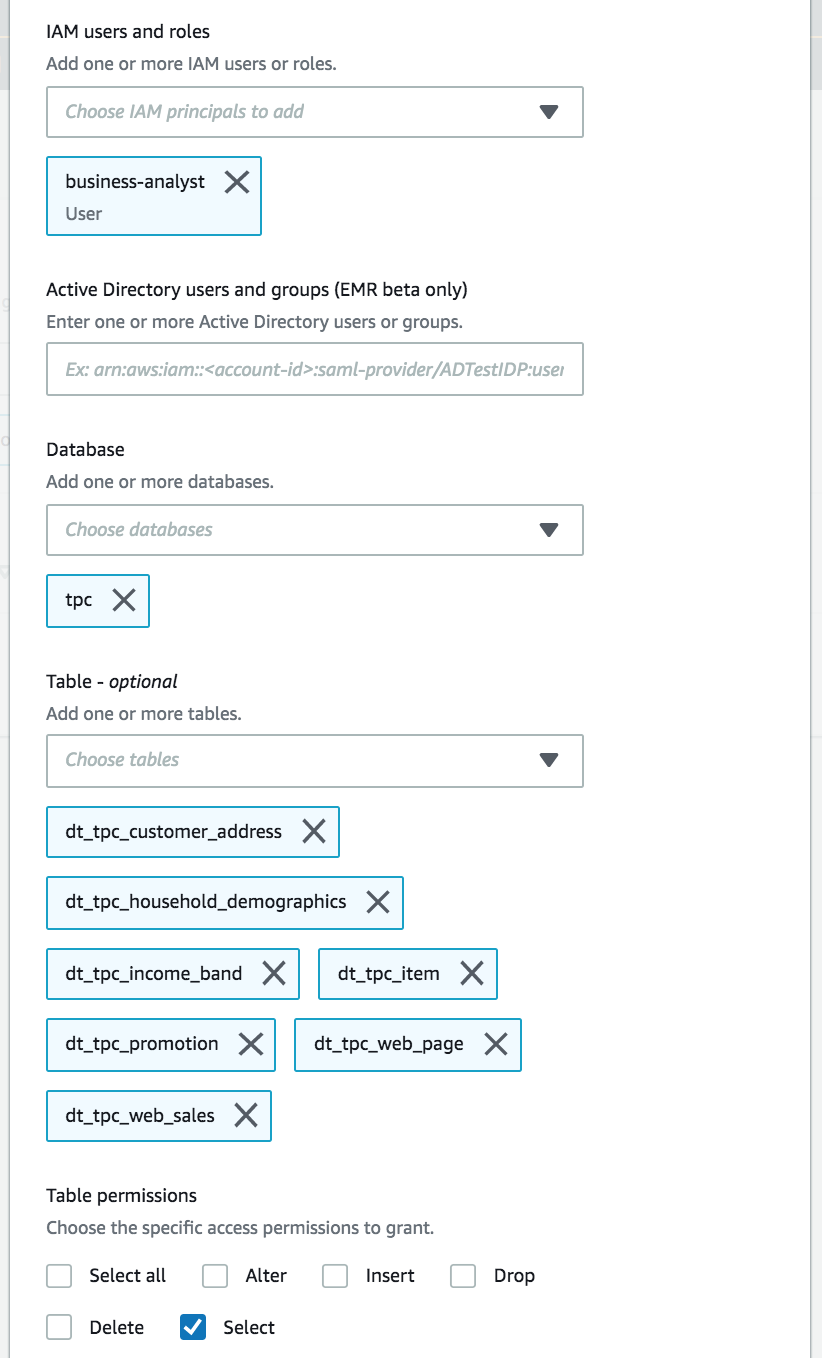 IAM users and roles
Add one or more IAM users or roles.
Choose IAM principals to add
business-analyst
User
Active Directory users and groups (EMR beta only)
Enter one or more Active Directory users or groups.
Ex: arn:aws:iam::<account-id>:saml-provider/ADTestIDP:user
Database
Add one or more databases.
Choose databases
tpc
Table - optional
Add one or more tables.
Choose tables
dt_tpc_customer_address
dt_tpc_household_demographics
dt_tpc_income_band dt_tpc_item
dt_tpc_promotion dt_tpc_web_page
dt_tpc_web_sales
Table permissions
Choose the specific access permissions to grant.
Select all Alter Insert Drop
Delete Select